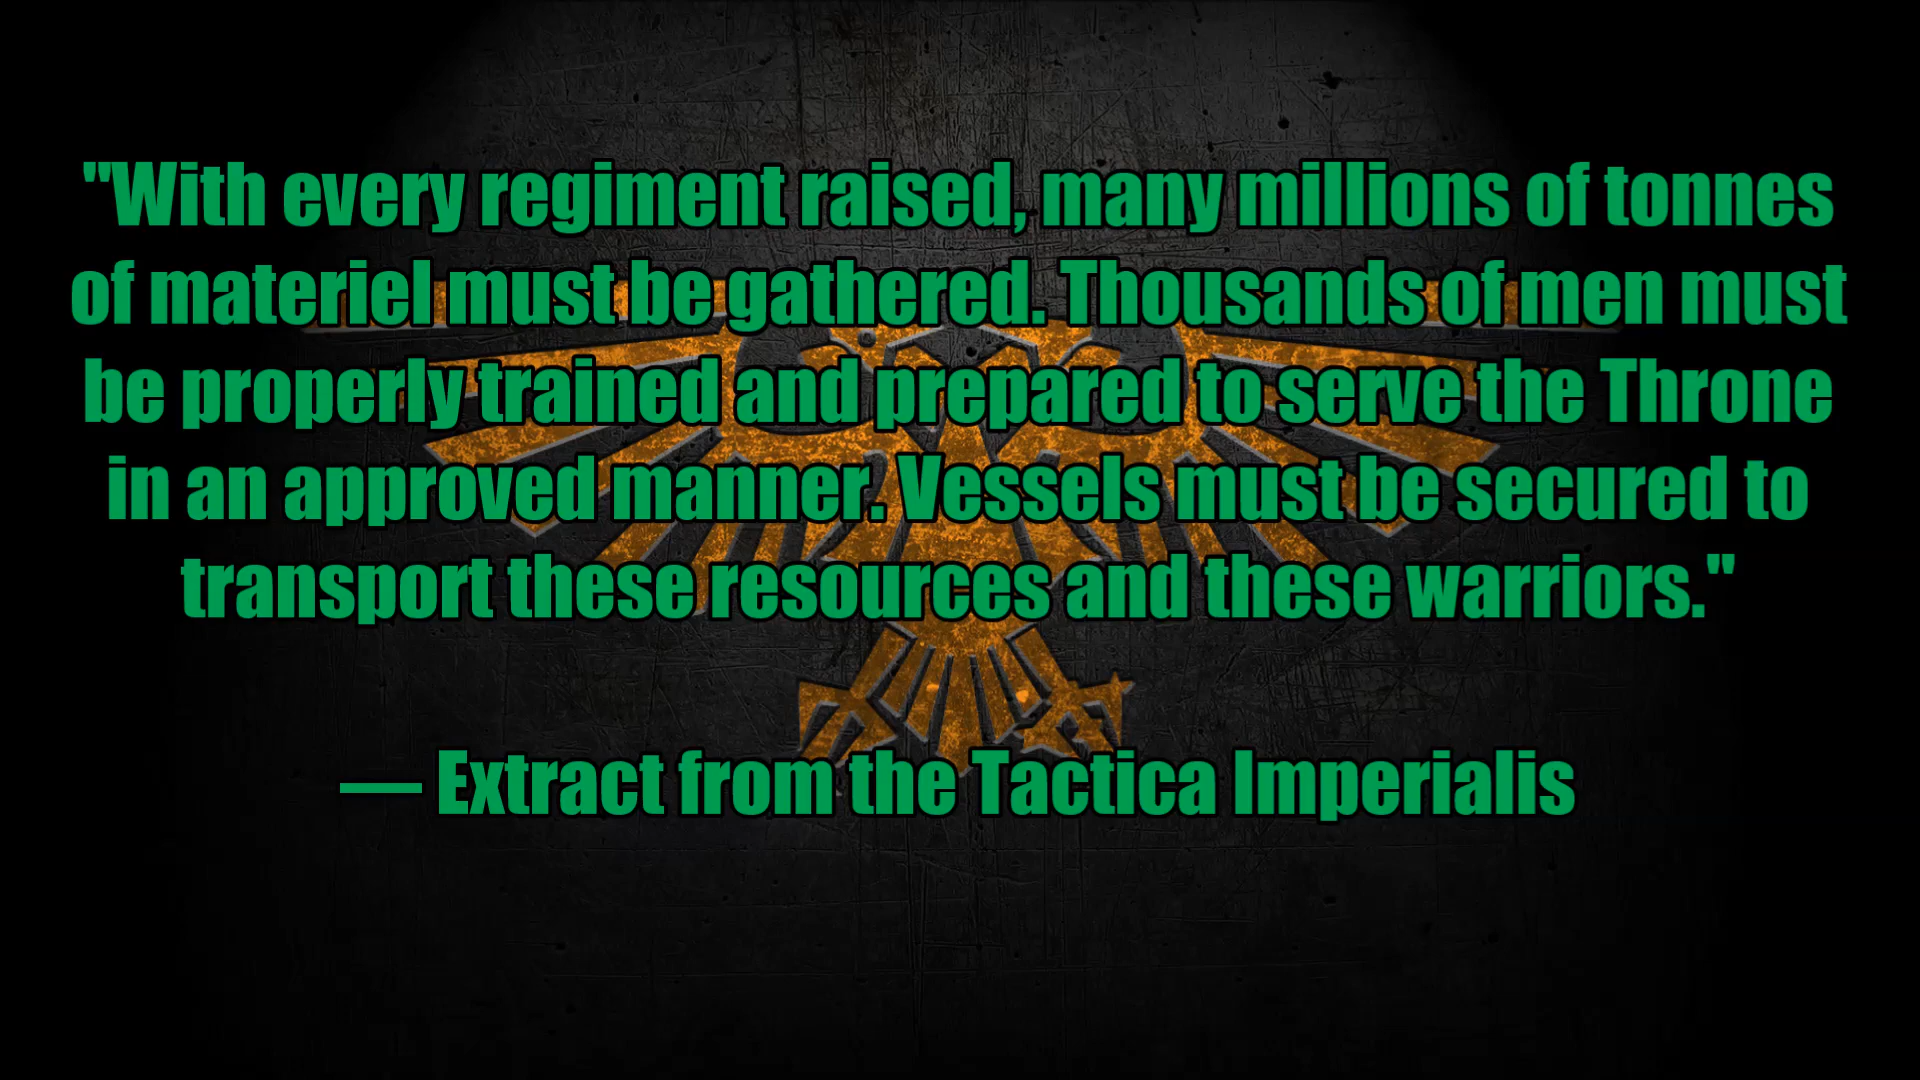 "With every regiment raised, many millions of tonnes
of materiel must be gathered. Thousands of men must
be properly trained and prepared to serve the Throne
in an approved manner. Vessels must be secured to
transport these resources and these warriors."
— Extract from the Tactica Imperialis